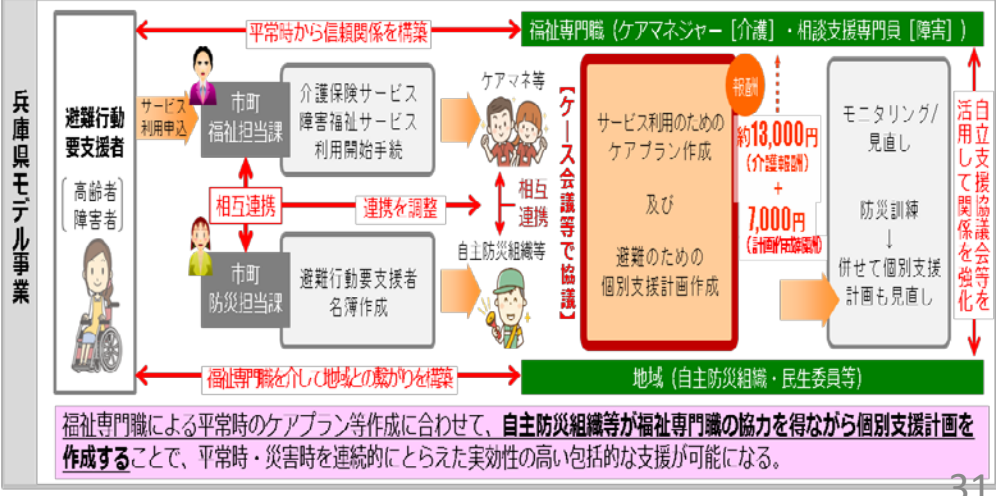 兵庫県モデル事業
避難行動
要支援者
高齢者
障害者
平常時から信頼関係を構築
福祉専門職（ケアマネジャー［介護］・相談支援専門員［障害］）
サービス
利用申込
市町
福祉担当課
介護保険サービス
障害福祉サービス
利用開始手続
ケアマネ等
相互連携
連携を調整
相互
連携
市町
防災担当課
避難行動要支援者
名簿作成
自主防災組織等
【ケース会議等で協議】
サービス利用のための
ケアプラン作成
及び
避難のための
個別支援計画作成
報酬
約13,000円
（介護報酬）
+
7,000円
モニタリング/
見直し
防災訓練
↓
併せて個別支援
計画も見直し
自立支援協議会等を
活用して関係を強化
福祉専門職を介して地域との繋がりを構築
地域（自主防災組織・民生委員等）
福祉専門職による平常時のケアプラン等作成に合わせて、自主防災組織等が福祉専門職の協力を得ながら個別支援計画を
作成することで、平常時・災害時を連続的にとらえた実効性の高い包括的な支援が可能になる。
31